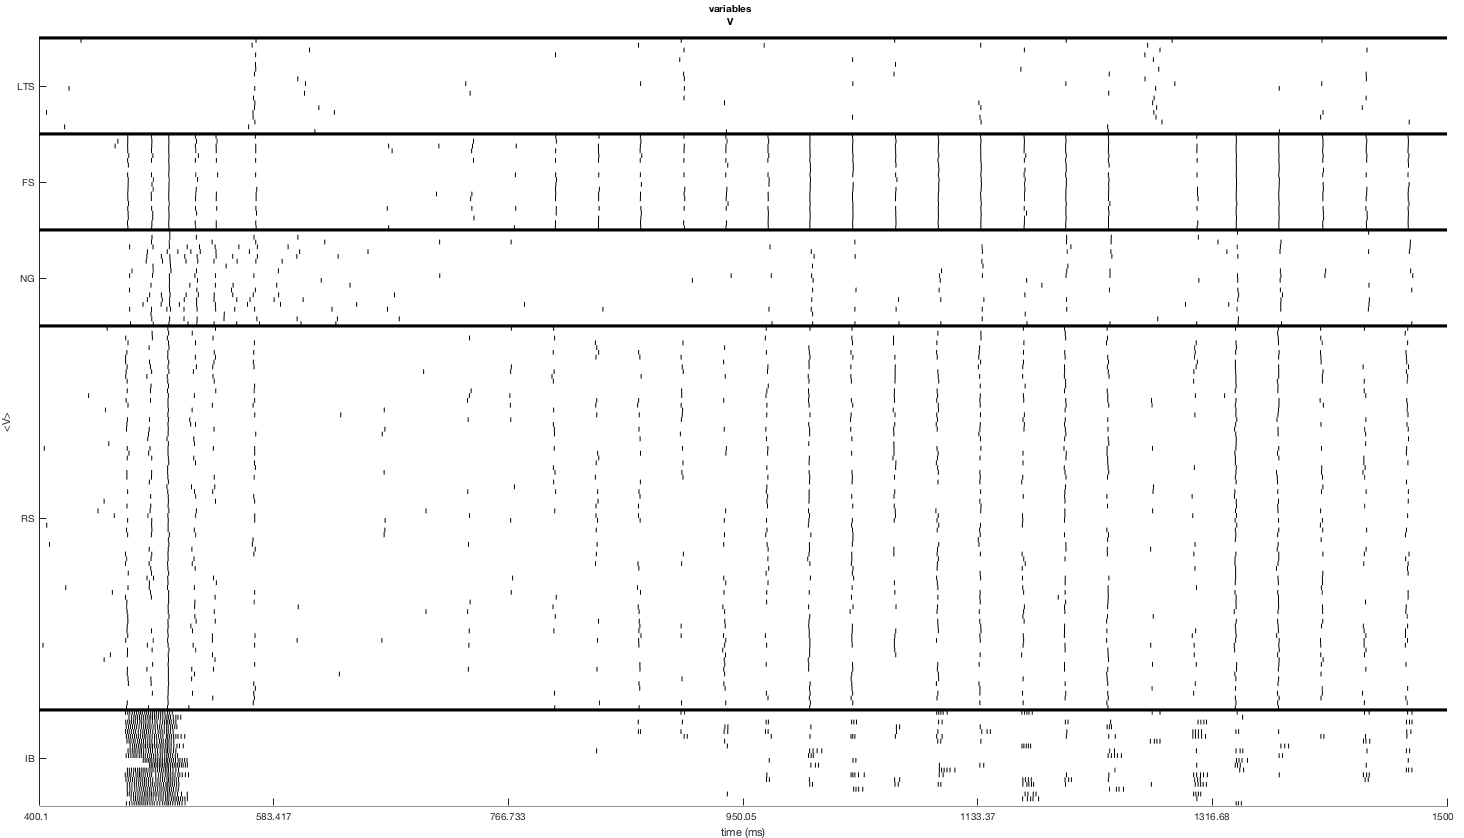 variables
V
LTS
FS
NG
RS
IB
<V>
400.1
583.417
766.733
950.05
1133.37
1316.68
1500
time (ms)